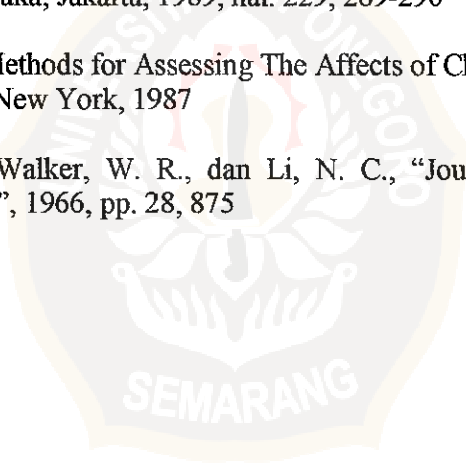 uka, Jakarta, 1989, hal. 229, 289-290
Methods for Assessing The Affects of Cl
New York, 1987
Walker, W. R., dan Li, N. C., “Jou
”, 1966, pp. 28, 875
SEMARANG